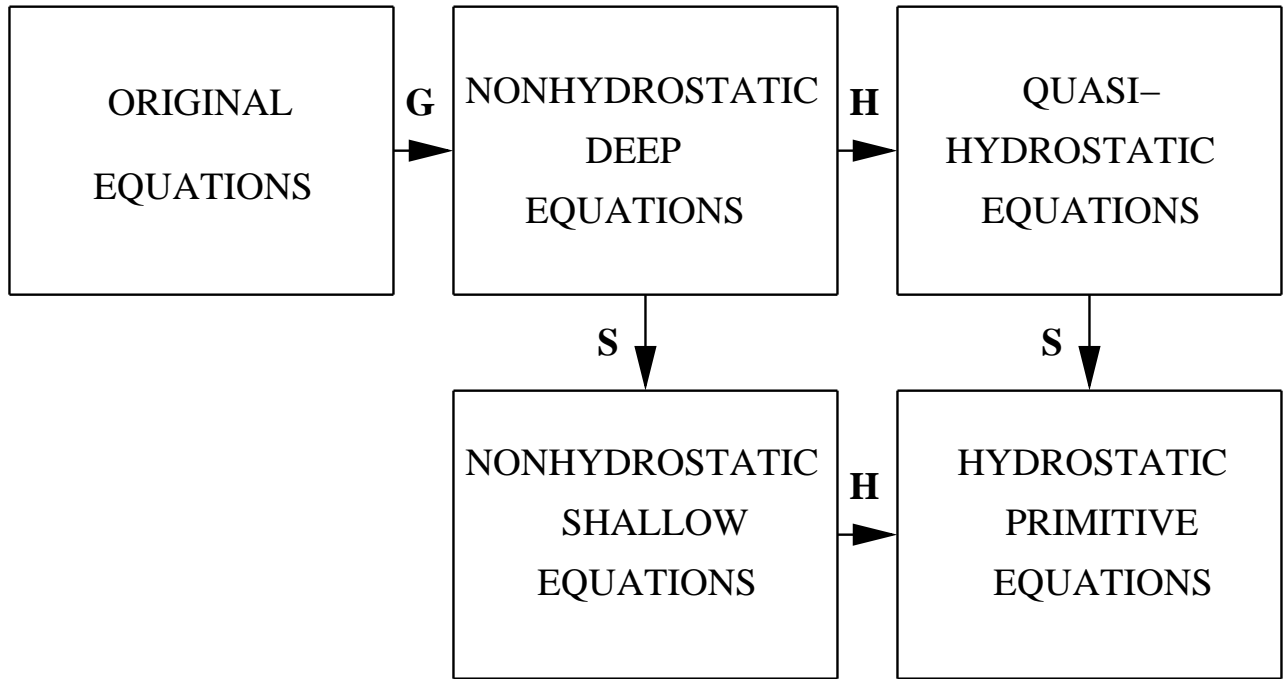 ORIGINAL
EQUATIONS
G
NONHYDROSTATIC
DEEP
EQUATIONS
H
QUASI–
HYDROSTATIC
EQUATIONS
S
S
NONHYDROSTATIC
SHALLOW
EQUATIONS
H
HYDROSTATIC
PRIMITIVE
EQUATIONS